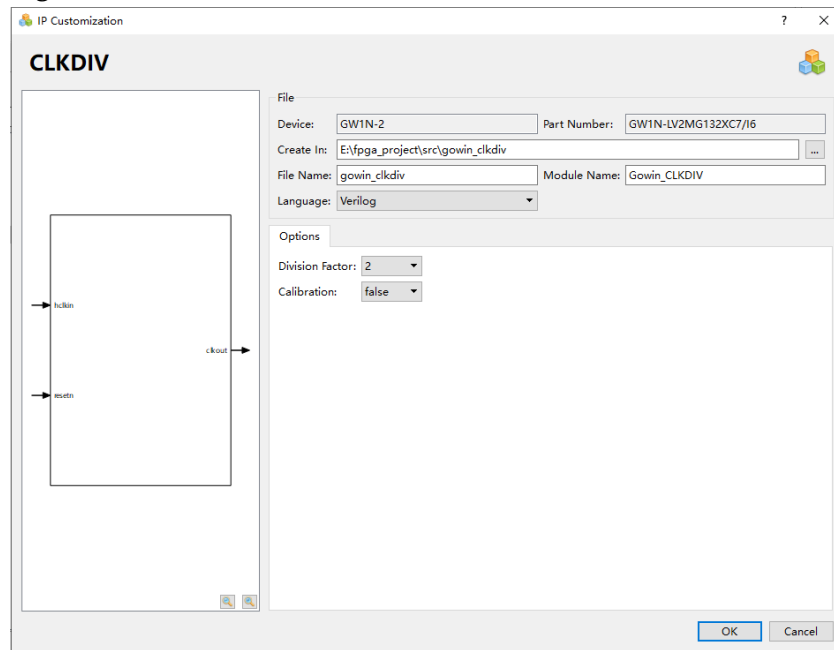 IP Customization ? X
CLKDIV
File
Device: GW1N-2 Part Number: GW1N-LV2MG132XC7/I6
Create In: E:\fpga_project\src\gowin_clkdiv ...
File Name: gowin_clkdiv Module Name: Gowin_CLKDIV
Language: Verilog
Options
Division Factor: 2
Calibration: false
hclkin
clkout
resetn
OK Cancel